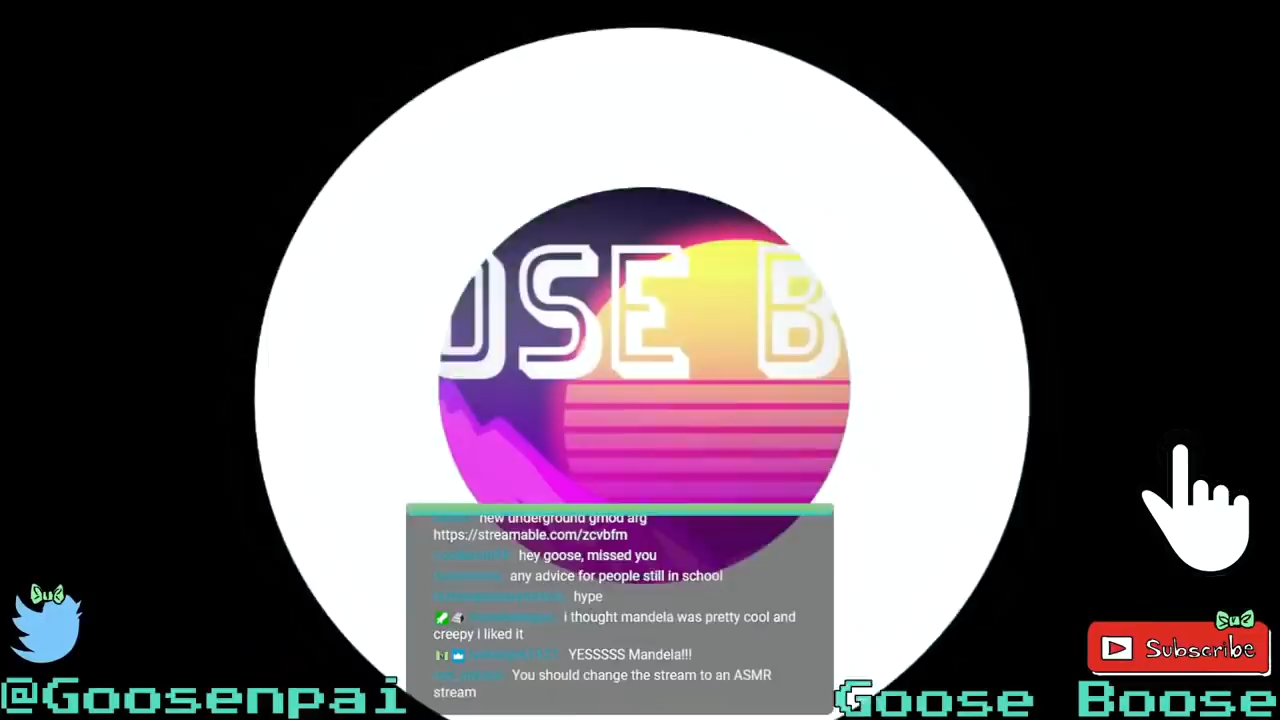 OSE B
new underground gmod arg
https://streamable.com/zcvbfm
hey goose, missed you
any advice for people still in school
hype
i thought mandela was pretty cool and
creepy i liked it
YESSSSS Mandela!!!
You should change the stream to an ASMR
stream
Subscribe
@Goosenpai
Goose Boose